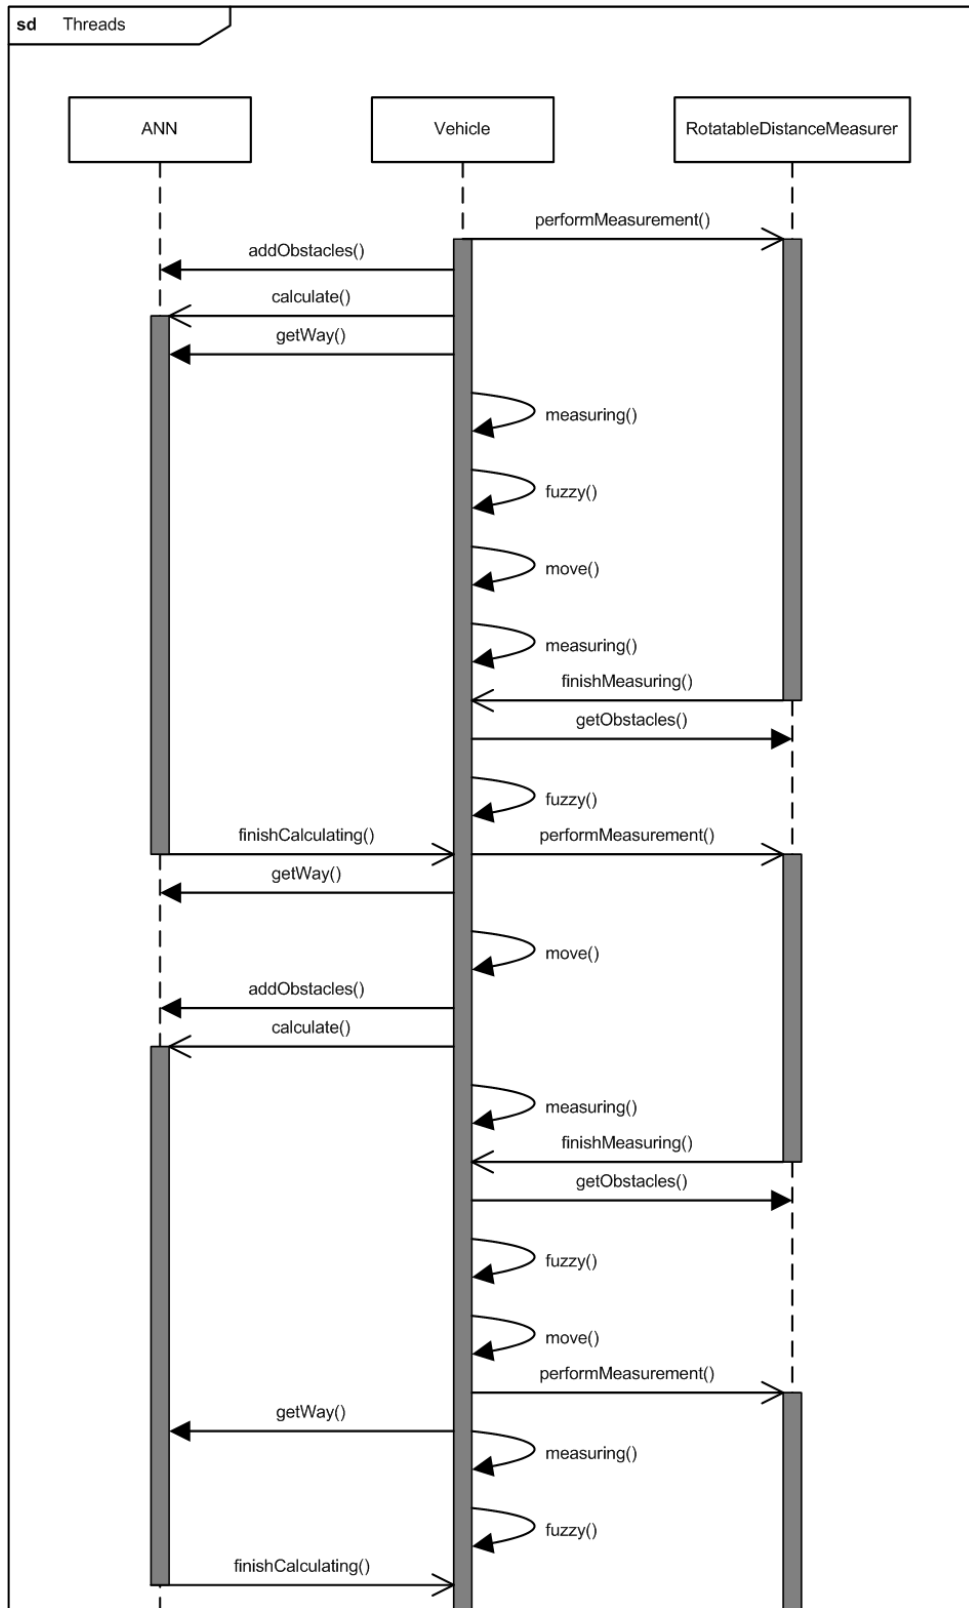 sd Threads
ANN
Vehicle
RotatableDistanceMeasurer
performMeasurement()
addObstacles()
calculate()
getWay()
measuring()
fuzzy()
move()
measuring()
finishMeasuring()
getObstacles()
fuzzy()
finishCalculating()
performMeasurement()
getWay()
move()
addObstacles()
calculate()
measuring()
finishMeasuring()
getObstacles()
fuzzy()
move()
performMeasurement()
getWay()
measuring()
fuzzy()
finishCalculating()